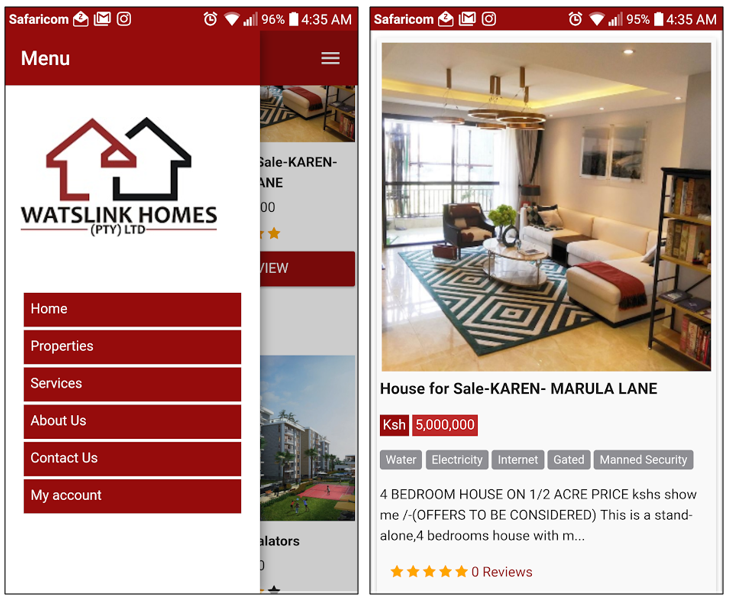 Safaricom 96% 4:35 AM
Menu
WATSLINK HOMES
(PTY) LTD
Home
Properties
Services
About Us
Contact Us
My account
Sale-KAREN-
ANE
00
VIEW
alators
0
Safaricom 95% 4:35 AM
House for Sale-KAREN- MARULA LANE
Ksh 5,000,000
Water Electricity Internet Gated Manned Security
4 BEDROOM HOUSE ON 1/2 ACRE PRICE kshs show
me /-(OFFERS TO BE CONSIDERED) This is a stand-
alone,4 bedrooms house with m...
0 Reviews